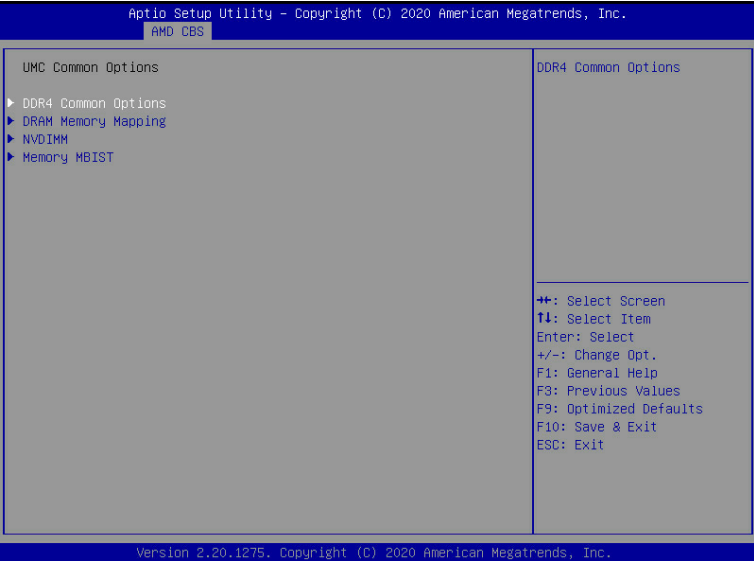 Aptio Setup Utility – Copyright (C) 2020 American Megatrends, Inc.
AMD CBS
UMC Common Options
DDR4 Common Options
DRAM Memory Mapping
NVDIMM
Memory MBIST
DDR4 Common Options
→←: Select Screen
↑↓: Select Item
Enter: Select
+/-: Change Opt.
F1: General Help
F3: Previous Values
F9: Optimized Defaults
F10: Save & Exit
ESC: Exit
Version 2.20.1275. Copyright (C) 2020 American Megatrends, Inc.